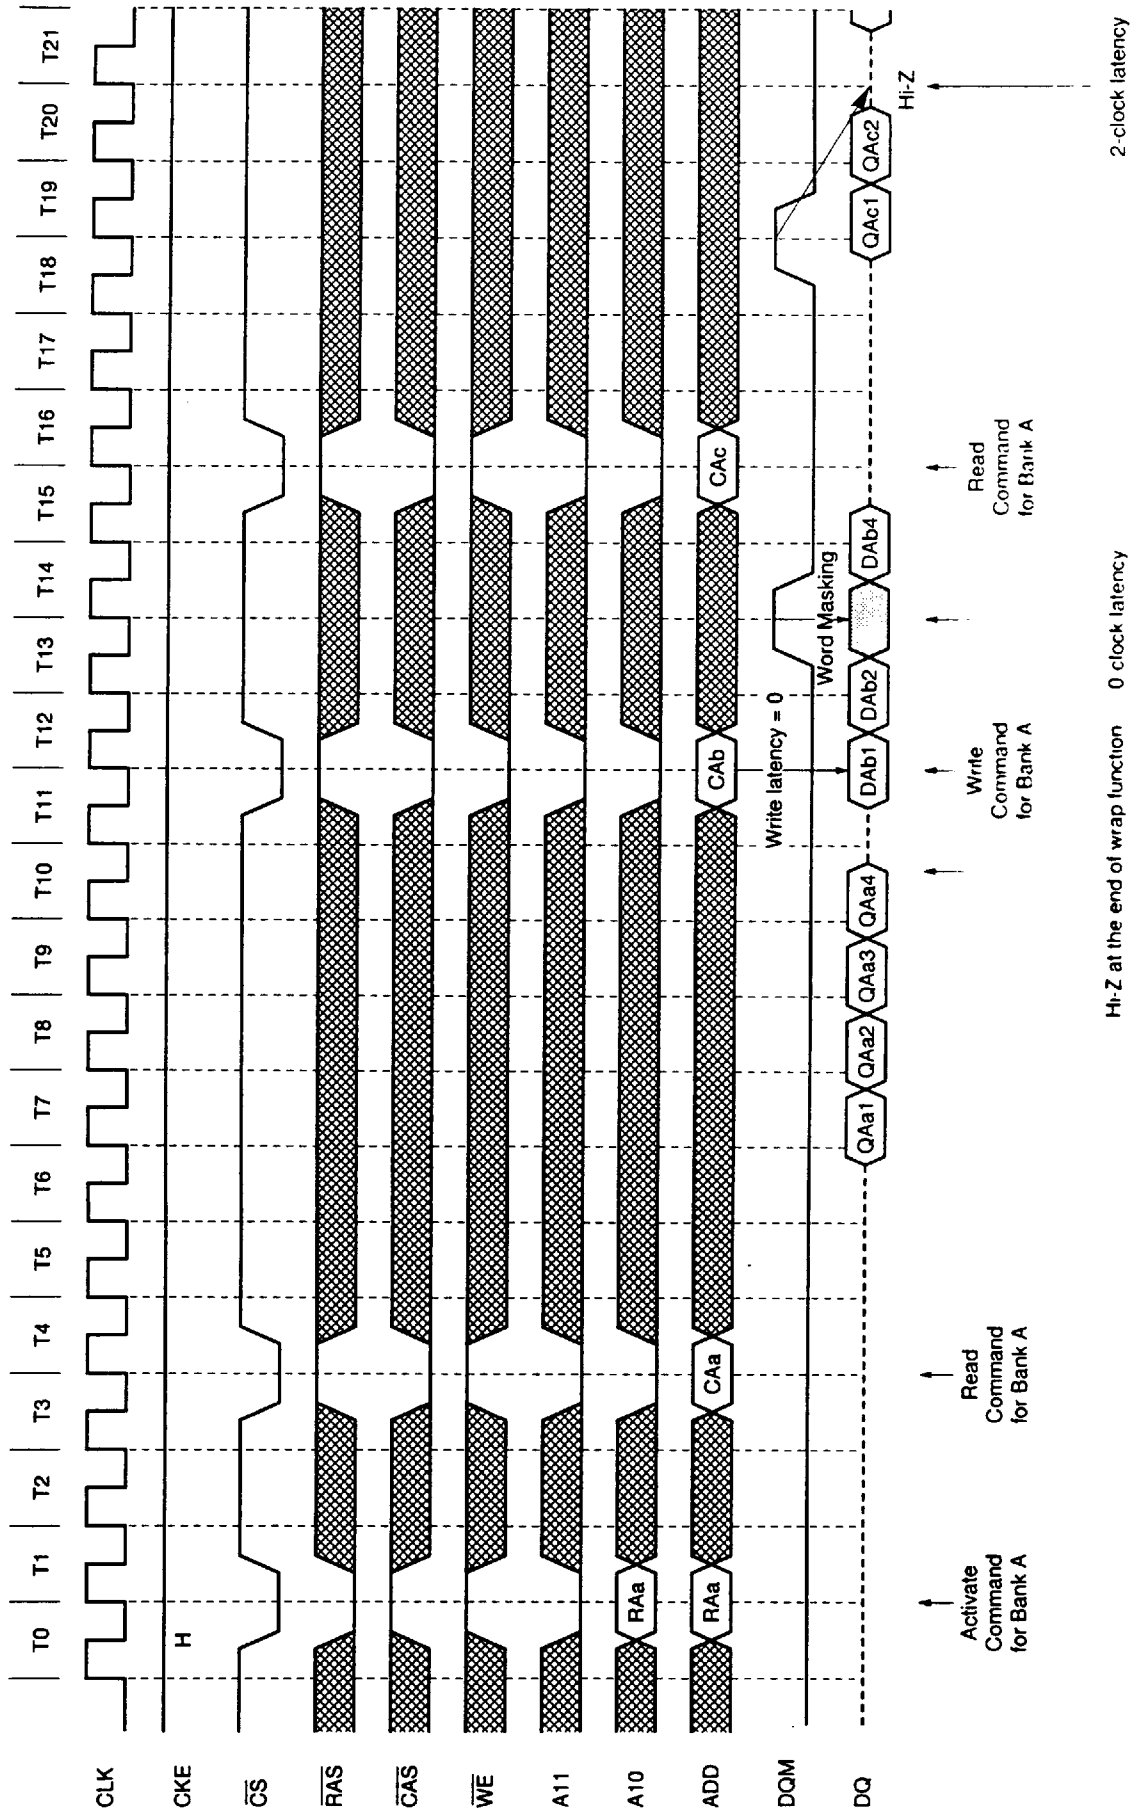 T0 T1 T2 T3 T4 T5 T6 T7 T8 T9 T10 T11 T12 T13 T14 T15 T16 T17 T18 T19 T20 T21
CLK
CKE H
CS
RAS
CAS
WE
A11
A10 RAa
ADD RAa CAa CAb CAc
Write latency = 0
DQM
Word Masking
DQ QAa1 QAa2 QAa3 QAa4 DAb1 DAb2 DAb4 QAc1 QAc2
Hi-Z
Activate
Command
for Bank A
Read
Command
for Bank A
Write
Command
for Bank A
Read
Command
for Bank A
Hi-Z at the end of wrap function 0 clock latency
2-clock latency